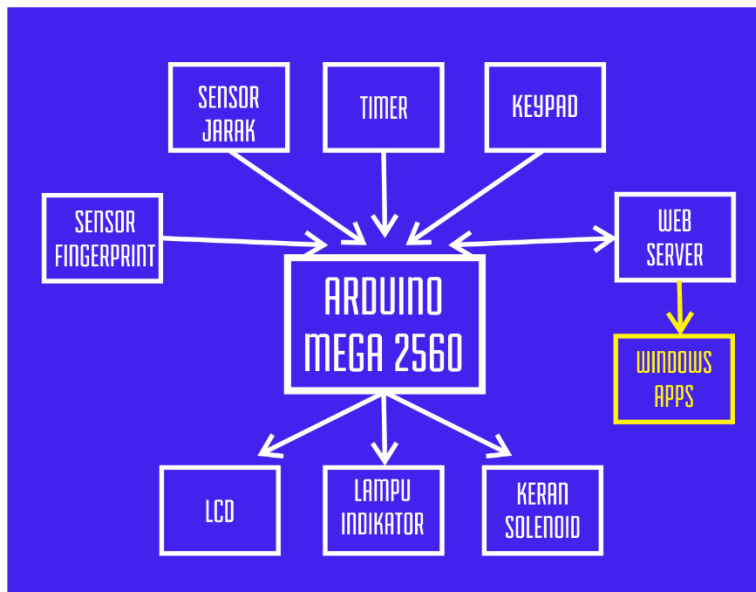 SENSOR
JARAK
TIMER
KEYPAD
SENSOR
FINGERPRINT
WEB
SERVER
ARDUINO
MEGA 2560
WINDOWS
APPS
LCD
LAMPU
INDIKATOR
KERAN
SOLENOID